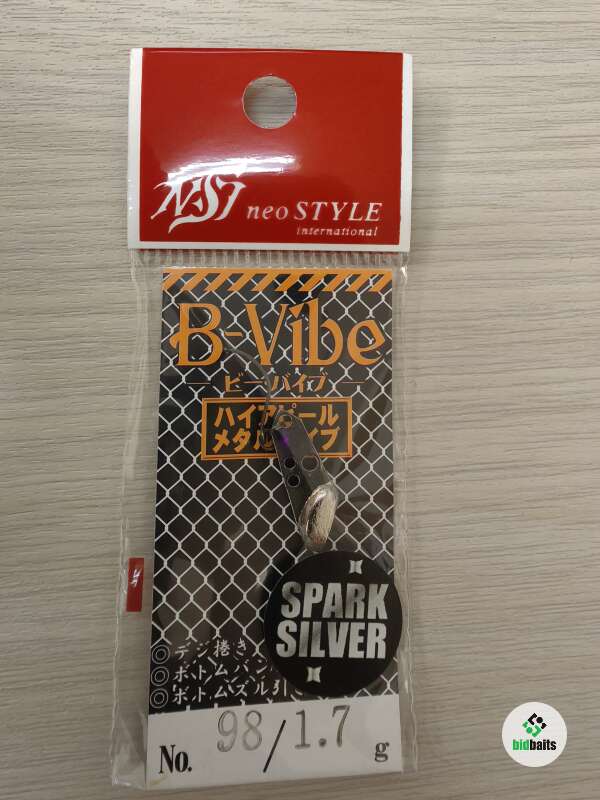 NST neo STYLE
international
B-Vibe
ビーバイブ
ハイアピール
メタルバイブ
SPARK
SILVER
◎デジ捲き
◎ボトムバン
◎ボトムズル引き
No. 98/1.7 g
bidbaits